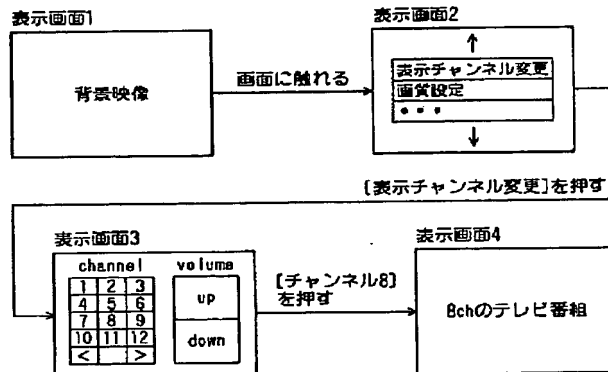 表示画面1
背景映像
画面に触れる
表示画面2
↑
表示チャンネル変更
画質設定
• • •
↓
[表示チャンネル変更]を押す
表示画面3
channel
1 2 3
4 5 6
7 8 9
10 11 12
< >
volume
up
down
[チャンネル8]
を押す
表示画面4
8chのテレビ番組